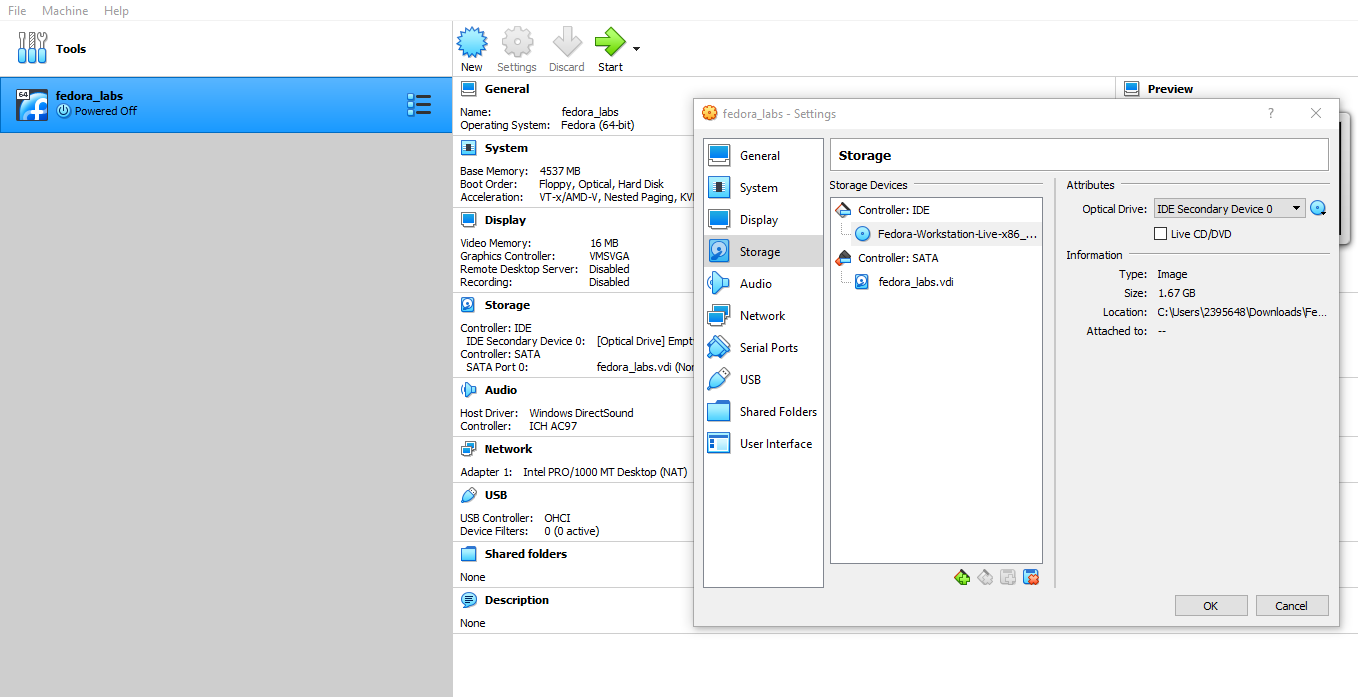 File Machine Help
Tools
New Settings Discard Start
64
fedora_labs
Powered Off
General
Name: fedora_labs
Operating System: Fedora (64-bit)
System
Base Memory: 4537 MB
Boot Order: Floppy, Optical, Hard Disk
Acceleration: VT-x/AMD-V, Nested Paging, KV
Display
Video Memory: 16 MB
Graphics Controller: VMSVGA
Remote Desktop Server: Disabled
Recording: Disabled
Storage
Controller: IDE
IDE Secondary Device 0: [Optical Drive] Empt
Controller: SATA
SATA Port 0: fedora_labs.vdi (Nor
Audio
Host Driver: Windows DirectSound
Controller: ICH AC97
Network
Adapter 1: Intel PRO/1000 MT Desktop (NAT)
USB
USB Controller: OHCI
Device Filters: 0 (0 active)
Shared folders
None
Description
None
Preview
fedora_labs - Settings ?
General
System
Display
Storage
Audio
Network
Serial Ports
USB
Shared Folders
User Interface
Storage
Storage Devices
Controller: IDE
Fedora-Workstation-Live-x86_...
Controller: SATA
fedora_labs.vdi
Attributes
Optical Drive: IDE Secondary Device 0
Live CD/DVD
Information
Type: Image
Size: 1.67 GB
Location: C:\Users\2395648\Downloads\Fe...
Attached to: --
OK Cancel